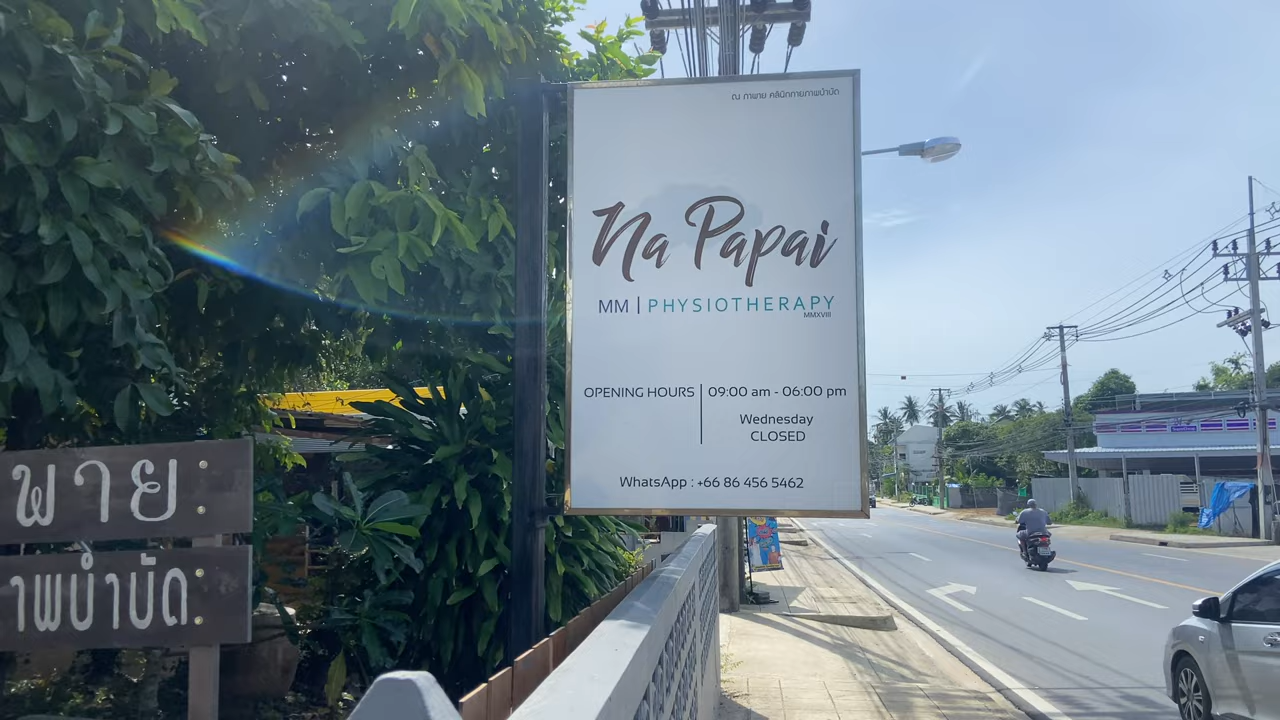 ณ ภาพาย คลินิกกายภาพบำบัด
Na Papai
MM | PHYSIOTHERAPY
MMXVIII
OPENING HOURS | 09:00 am - 06:00 pm
Wednesday
CLOSED
WhatsApp : +66 86 456 5462
พาย
าพบำบัด